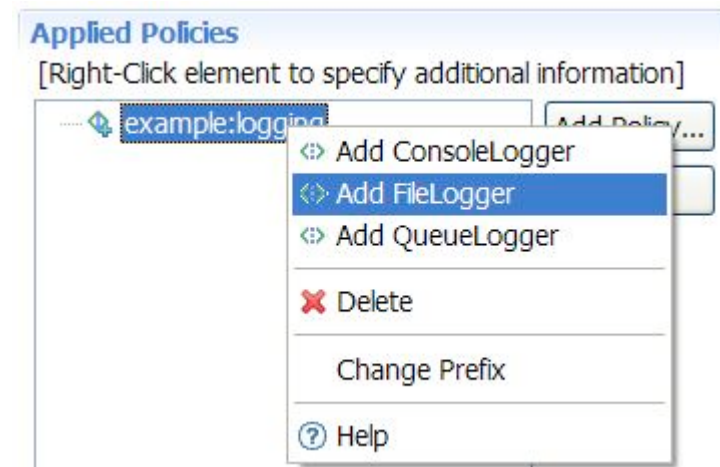 Applied Policies
[Right-Click element to specify additional information]
example:logging
Add Policy...
Add ConsoleLogger
Add FileLogger
Add QueueLogger
Delete
Change Prefix
Help